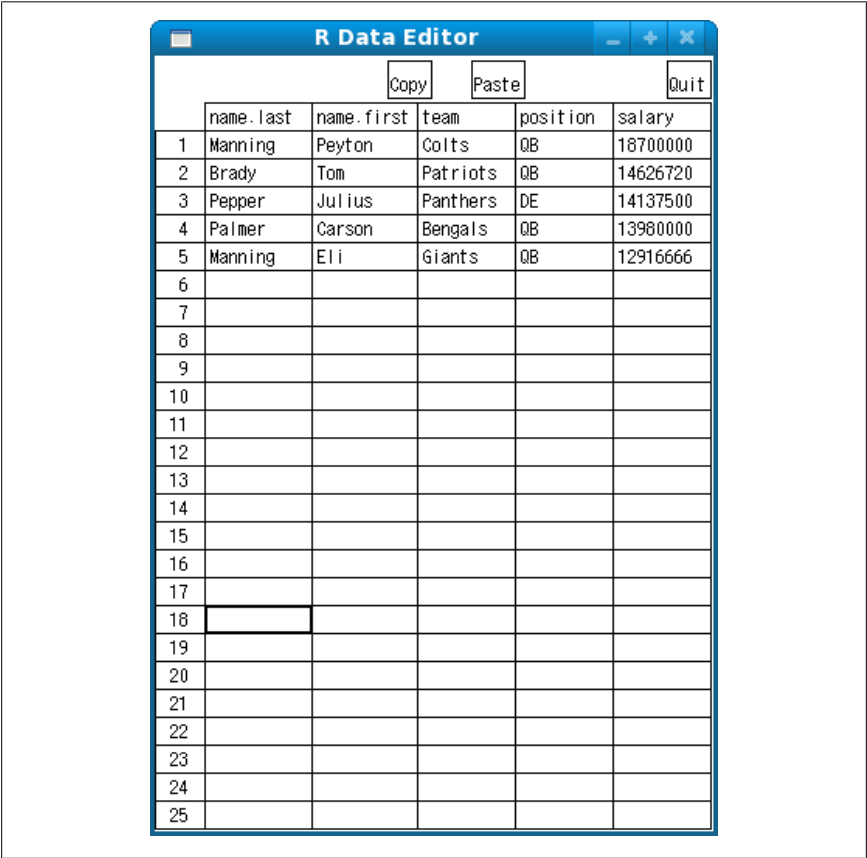 R Data Editor
Copy Paste Quit
name.last name.first team position salary
1 Manning Peyton Colts QB 18700000
2 Brady Tom Patriots QB 14626720
3 Pepper Julius Panthers DE 14137500
4 Palmer Carson Bengals QB 13980000
5 Manning Eli Giants QB 12916666
6
7
8
9
10
11
12
13
14
15
16
17
18
19
20
21
22
23
24
25